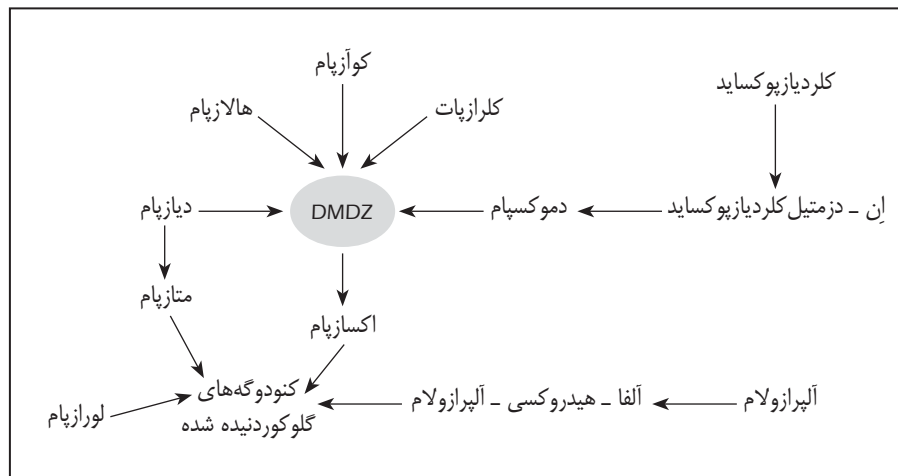 کوآزپام
کلردیازپوکساید
هالازپام
کلرازپات
اِن ـ دزمتیل‌کلردیازپوکساید
دموکسپام
DMDZ
دیازپام
متازپام
اکسازپام
آلپرازولام
آلفا ـ هیدروکسی ـ آلپرازولام
کنودوگه‌های
گلوکوردنیده شده
لورازپام